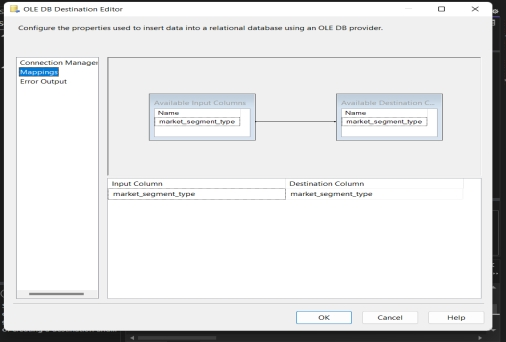 OLE DB Destination Editor
Configure the properties used to insert data into a relational database using an OLE DB provider.
Connection Manager
Mappings
Error Output
Available Input Columns
Name
market_segment_type
Available Destination C...
Name
market_segment_type
Input Column Destination Column
market_segment_type market_segment_type
OK Cancel Help